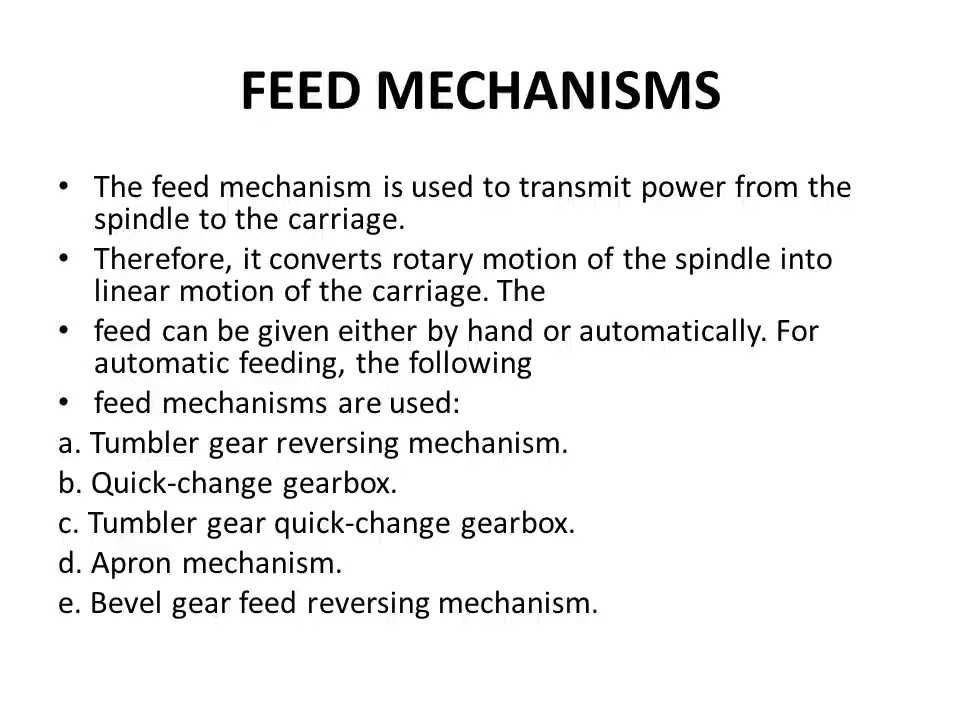 FEED MECHANISMS
• The feed mechanism is used to transmit power from the
spindle to the carriage.
• Therefore, it converts rotary motion of the spindle into
linear motion of the carriage. The
• feed can be given either by hand or automatically. For
automatic feeding, the following
• feed mechanisms are used:
a. Tumbler gear reversing mechanism.
b. Quick-change gearbox.
c. Tumbler gear quick-change gearbox.
d. Apron mechanism.
e. Bevel gear feed reversing mechanism.